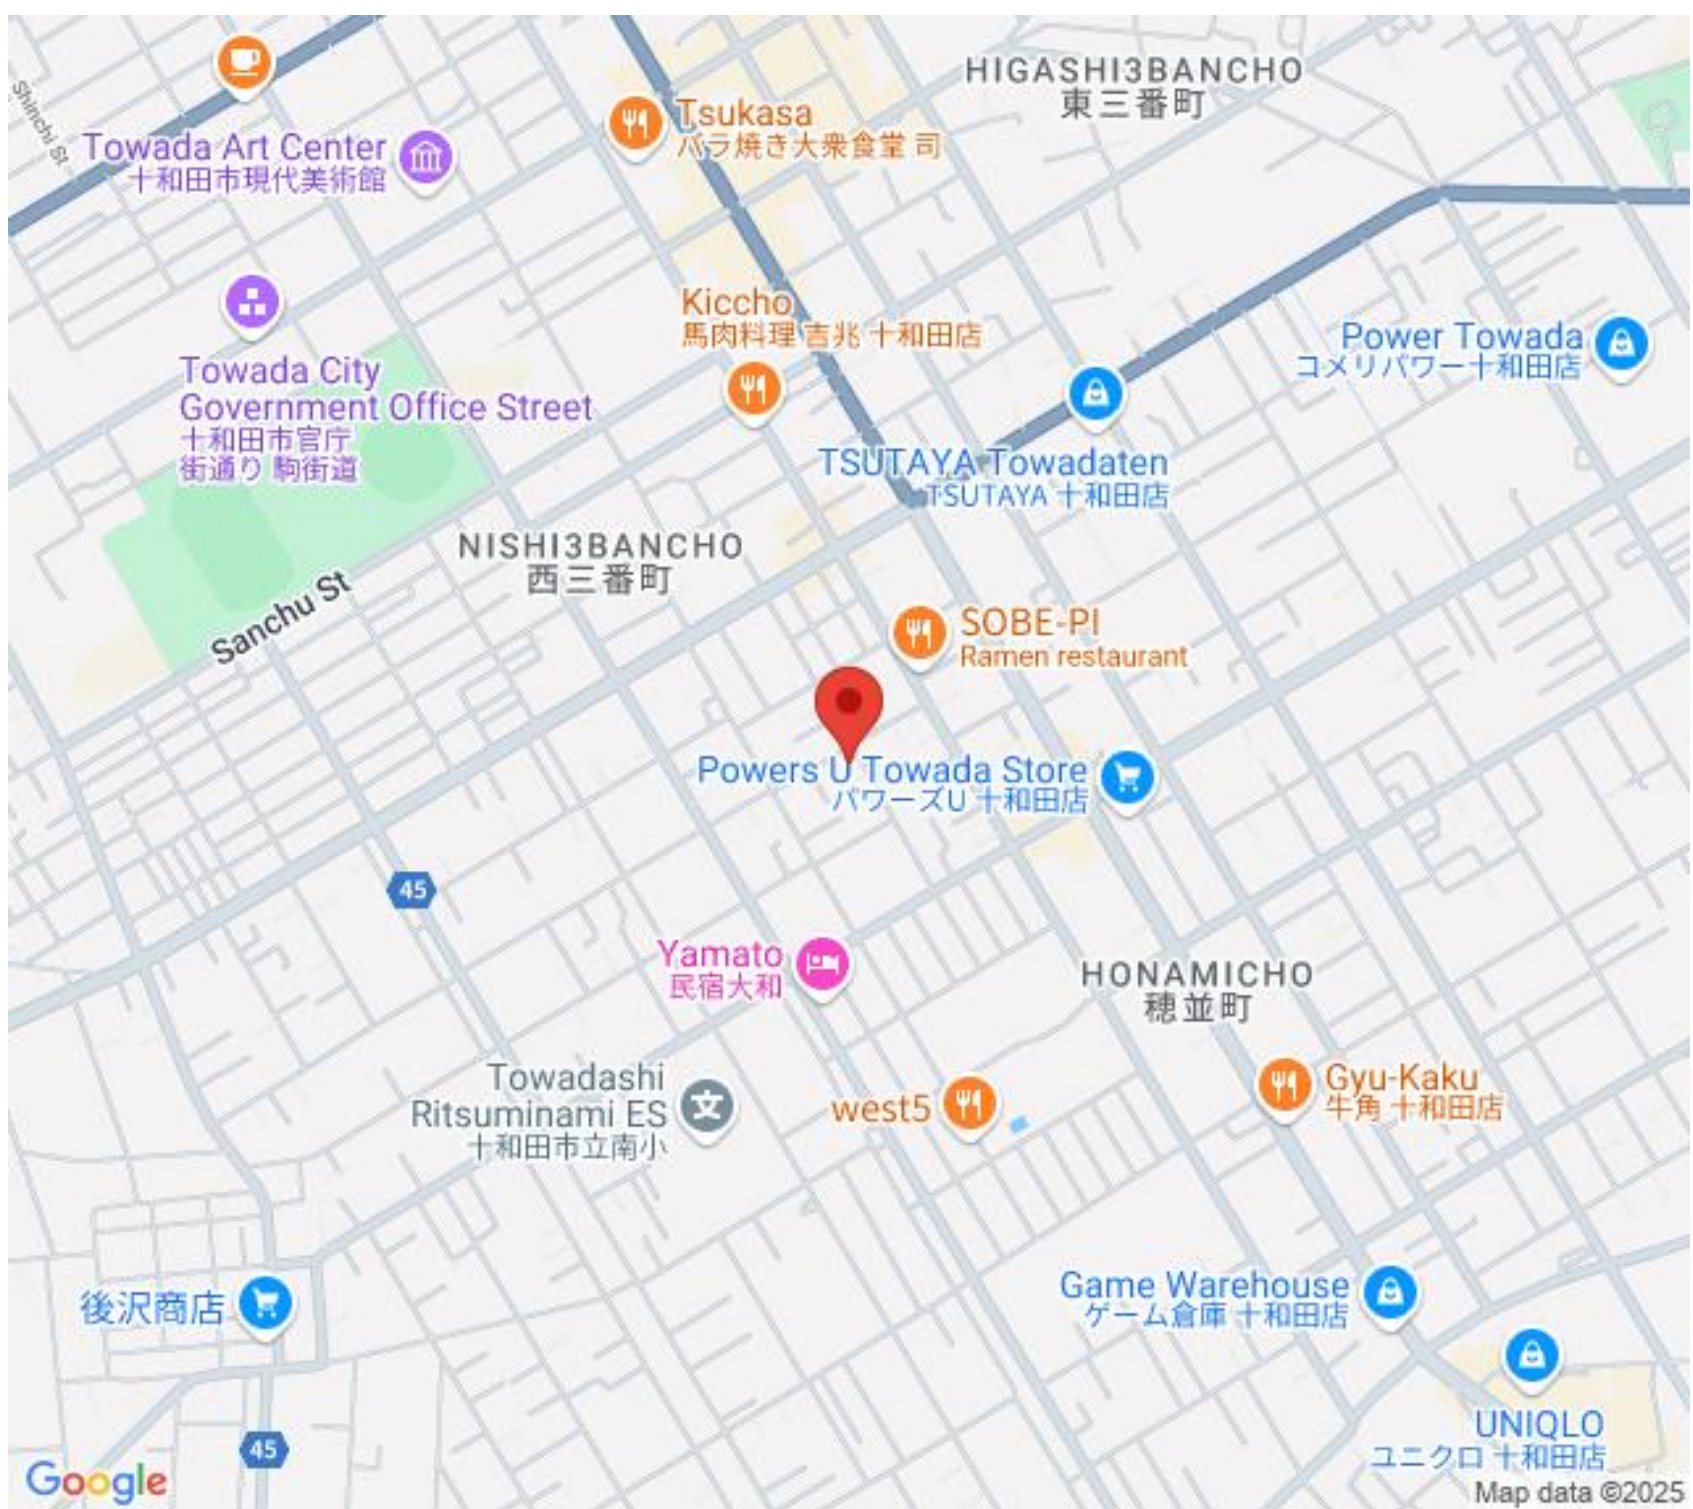 Shinchi St
Towada Art Center
十和田市現代美術館
Tsukasa
バラ焼き大衆食堂 司
HIGASHI3BANCHO
東三番町
Kiccho
馬肉料理 吉兆 十和田店
Towada City
Government Office Street
十和田市官庁
街通り 駒街道
Power Towada
コメリパワー十和田店
TSUTAYA Towadaten
TSUTAYA 十和田店
NISHI3BANCHO
西三番町
Sanchu St
SOBE-PI
Ramen restaurant
Powers U Towada Store
パワーズU 十和田店
45
Yamato
民宿大和
HONAMICHO
穂並町
Towadashi
Ritsuminami ES
十和田市立南小
文
west5
Gyu-Kaku
牛角 十和田店
後沢商店
Game Warehouse
ゲーム倉庫 十和田店
UNIQLO
ユニクロ 十和田店
45
Google
Map data ©2025